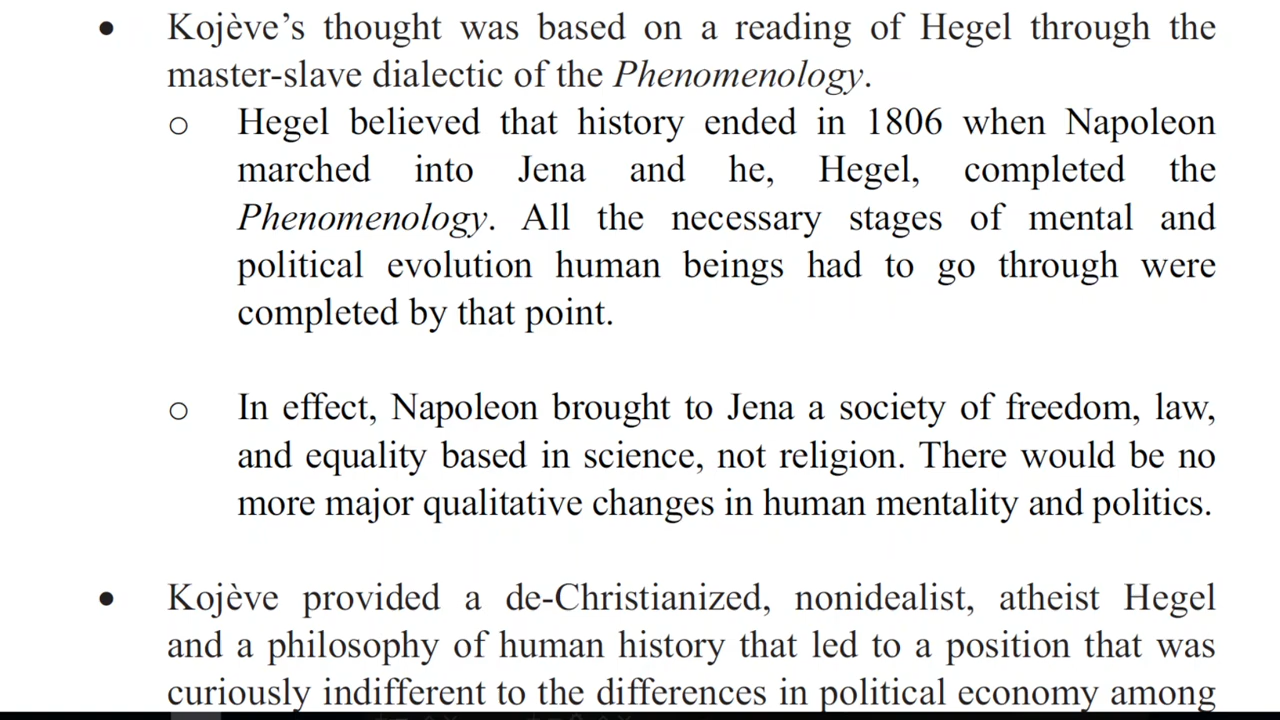 • Kojève’s thought was based on a reading of Hegel through the
master-slave dialectic of the Phenomenology.
o Hegel believed that history ended in 1806 when Napoleon
marched into Jena and he, Hegel, completed the
Phenomenology. All the necessary stages of mental and
political evolution human beings had to go through were
completed by that point.
o In effect, Napoleon brought to Jena a society of freedom, law,
and equality based in science, not religion. There would be no
more major qualitative changes in human mentality and politics.
• Kojève provided a de-Christianized, nonidealist, atheist Hegel
and a philosophy of human history that led to a position that was
curiously indifferent to the differences in political economy among